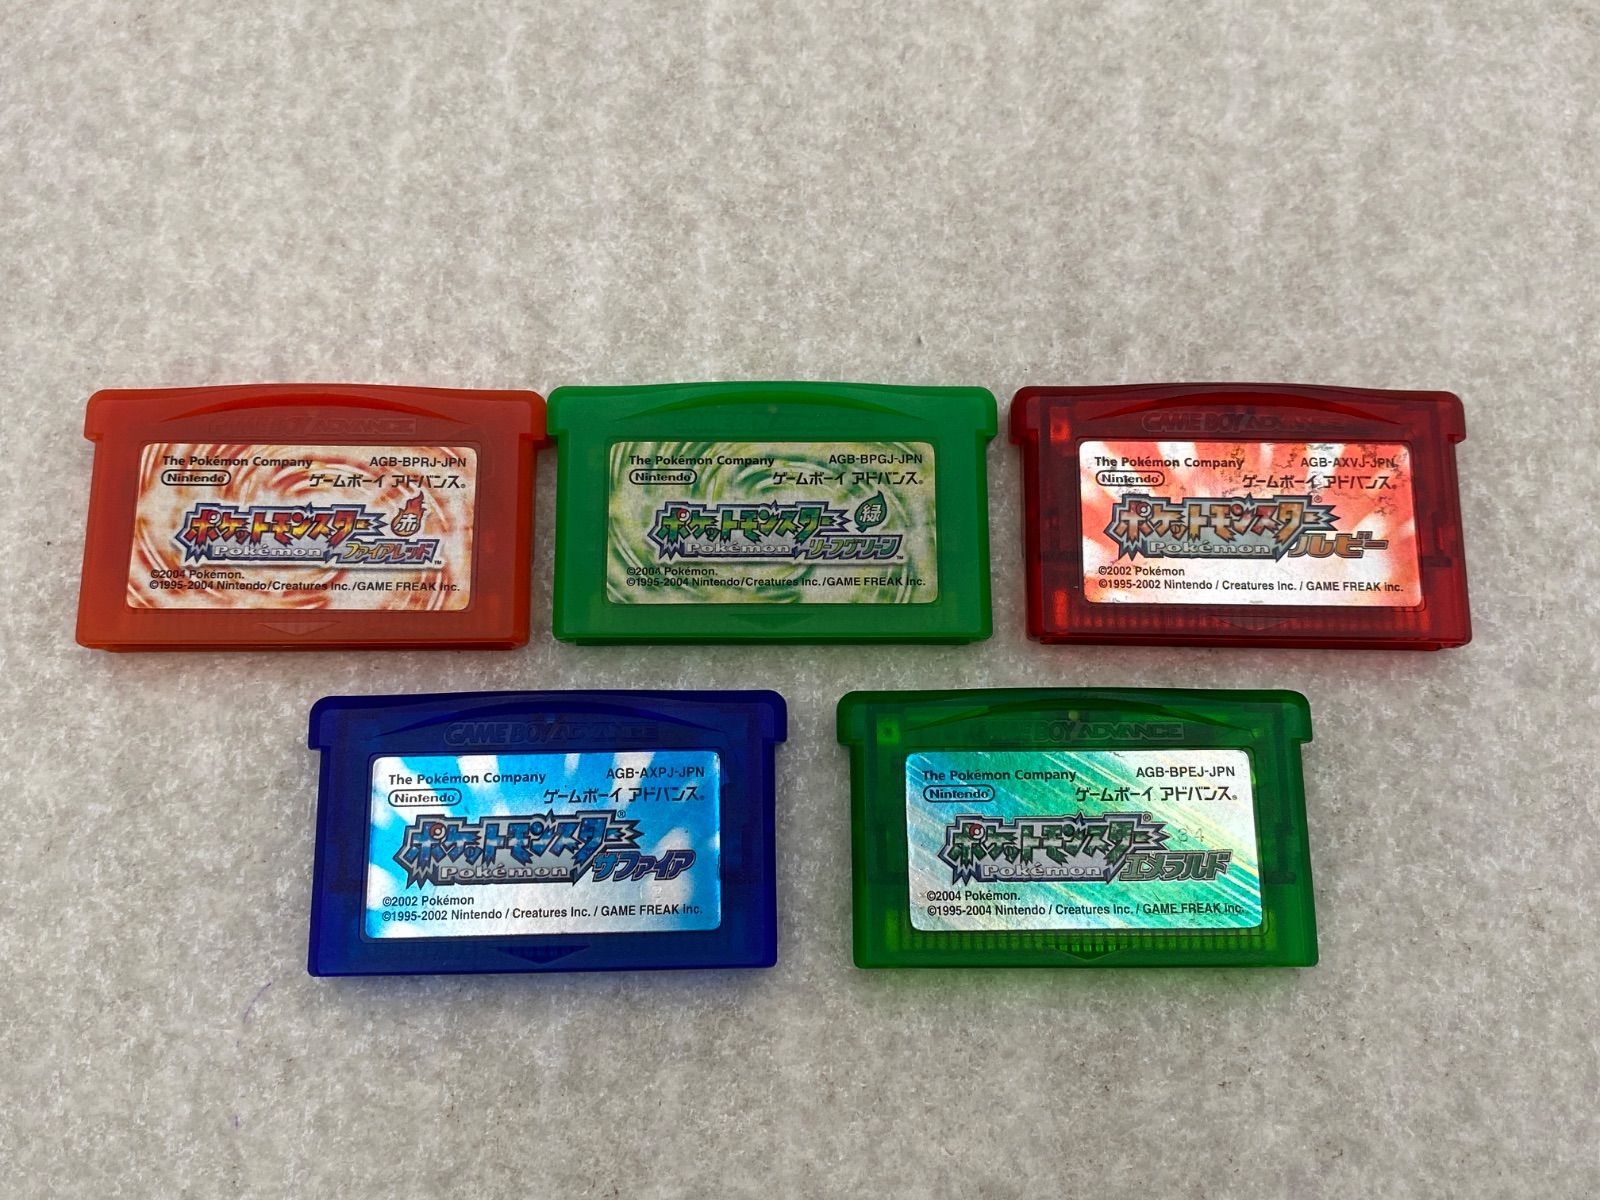 GAME BOY ADVANCE
The Pokémon Company AGB-BPRJ-JPN
Nintendo ゲームボーイ アドバンス®
ポケットモンスター 赤
Pokémon ファイアレッド™
©2004 Pokémon.
©1995-2004 Nintendo/Creatures inc./GAME FREAK inc.
The Pokémon Company AGB-BPGJ-JPN
Nintendo ゲームボーイ アドバンス®
ポケットモンスター 緑
Pokémon リーフグリーン™
©2004 Pokémon.
©1995-2004 Nintendo/Creatures inc./GAME FREAK inc.
GAME BOY ADVANCE
The Pokémon Company AGB-AXVJ-JPN
Nintendo ゲームボーイ アドバンス®
ポケットモンスター®
Pokémon ルビー
©2002 Pokémon
©1995-2002 Nintendo / Creatures inc. / GAME FREAK inc.
GAME BOY ADVANCE
The Pokémon Company AGB-AXPJ-JPN
Nintendo ゲームボーイ アドバンス®
ポケットモンスター®
Pokémon サファイア
©2002 Pokémon
©1995-2002 Nintendo / Creatures inc. / GAME FREAK inc.
BOY ADVANCE
The Pokémon Company AGB-BPEJ-JPN
Nintendo ゲームボーイ アドバンス®
ポケットモンスター® 34
Pokémon エメラルド
©2004 Pokémon.
©1995-2004 Nintendo / Creatures inc. / GAME FREAK inc.